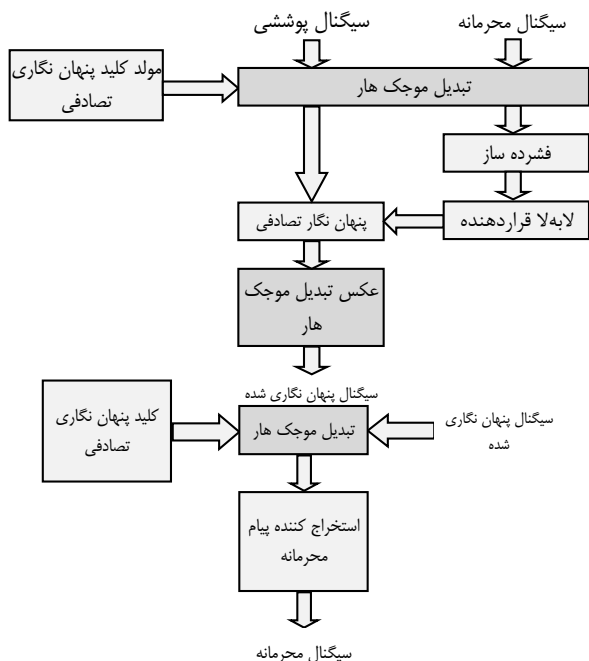 سیگنال محرمانه
سیگنال پوششی
مولد کلید پنهان نگاری
تصادفی
تبدیل موجک هار
فشرده ساز
لابه‌لا قراردهنده
پنهان نگار تصادفی
عکس تبدیل موجک
هار
سیگنال پنهان نگاری شده
کلید پنهان نگاری
تصادفی
تبدیل موجک هار
سیگنال پنهان نگاری
شده
استخراج کننده پیام
محرمانه
سیگنال محرمانه